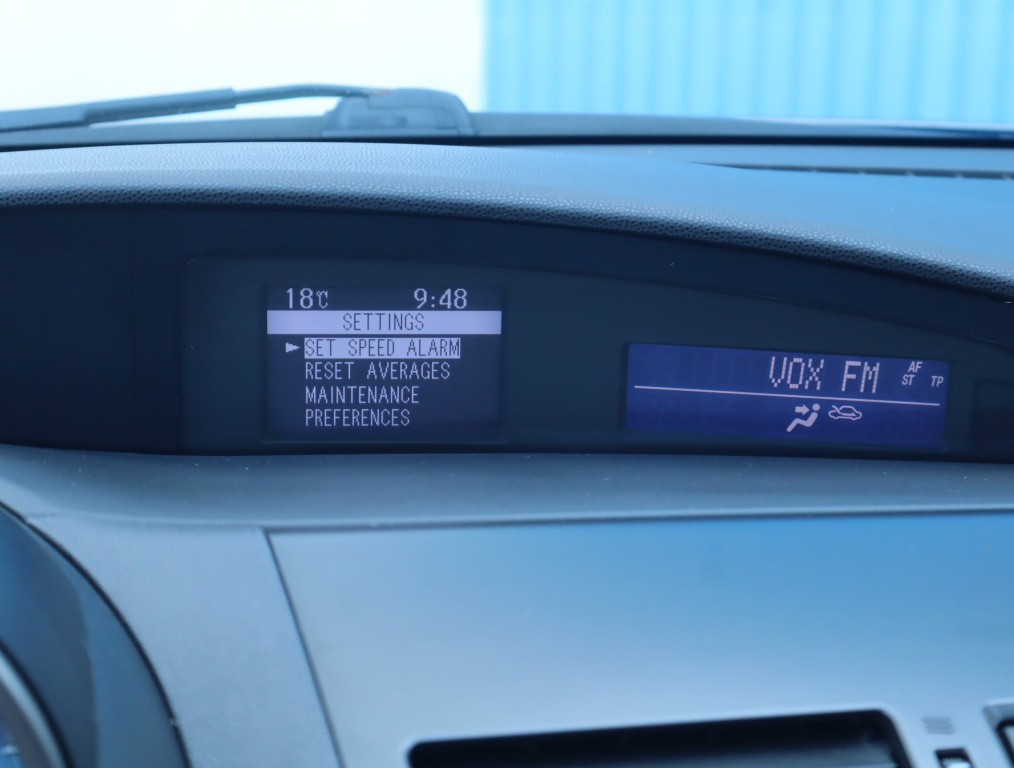 18°C 9:48
SETTINGS
SET SPEED ALARM
RESET AVERAGES
MAINTENANCE
PREFERENCES
VOX FM AF
ST TP